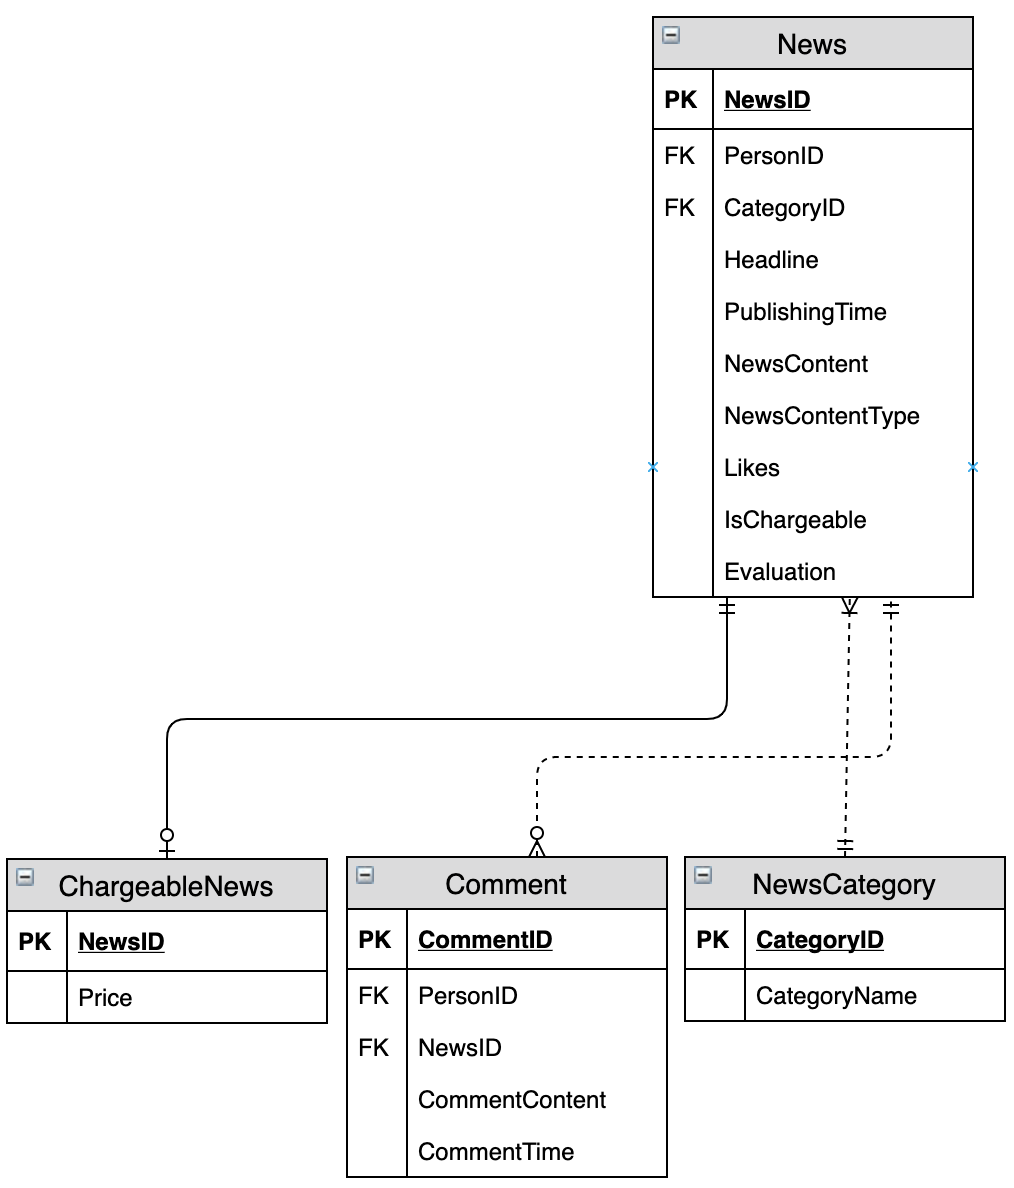 News
PK NewsID
FK PersonID
FK CategoryID
Headline
PublishingTime
NewsContent
NewsContentType
Likes
IsChargeable
Evaluation
ChargeableNews
PK NewsID
Price
Comment
PK CommentID
FK PersonID
FK NewsID
CommentContent
CommentTime
NewsCategory
PK CategoryID
CategoryName